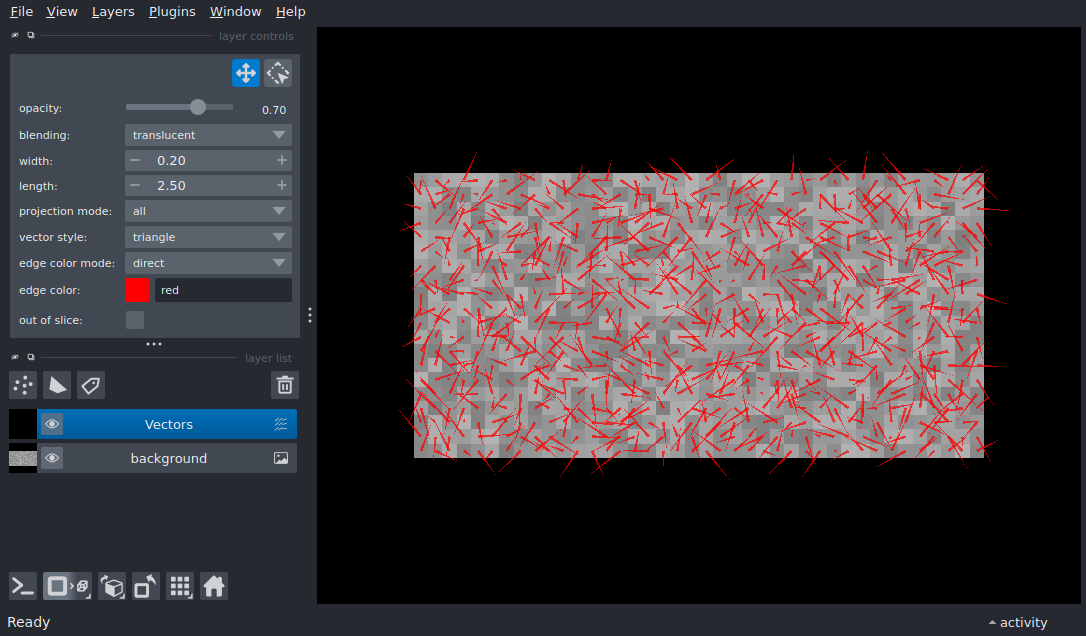 File View Layers Plugins Window Help
layer controls
opacity: 0.70
blending: translucent
width: − 0.20 +
length: − 2.50 +
projection mode: all
vector style: triangle
edge color mode: direct
edge color: red
out of slice:
layer list
Vectors
background
Ready
activity